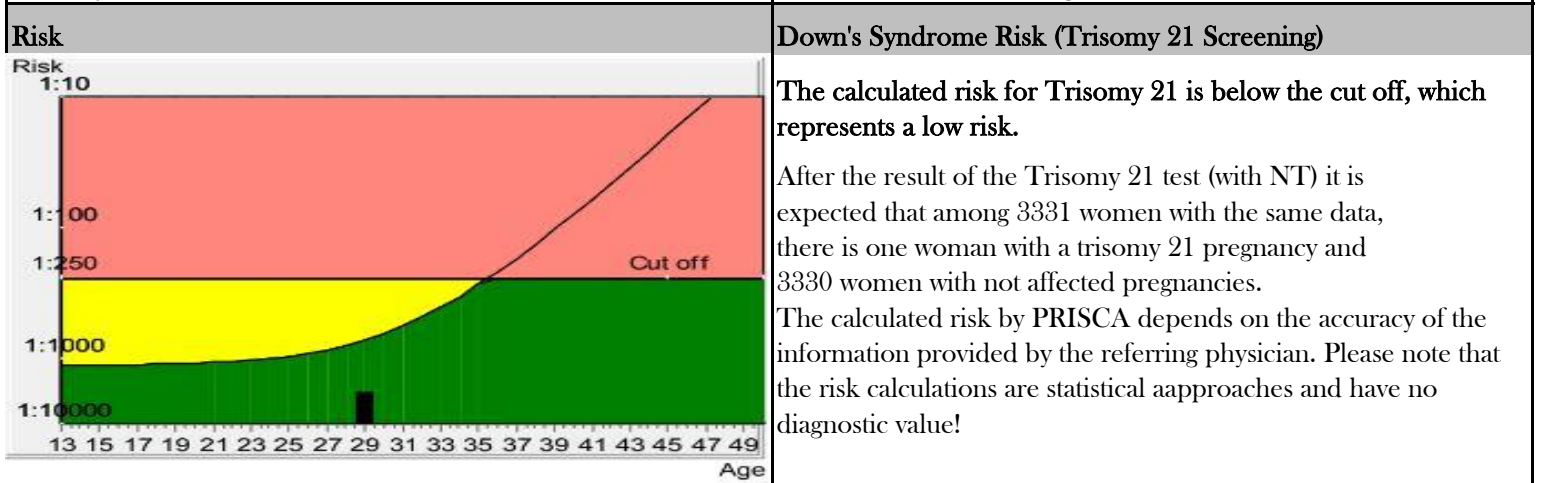 Risk
Down's Syndrome Risk (Trisomy 21 Screening)
Risk
1:10
1:100
1:250
Cut off
1:1000
1:10000
13 15 17 19 21 23 25 27 29 31 33 35 37 39 41 43 45 47 49
Age
The calculated risk for Trisomy 21 is below the cut off, which
represents a low risk.
After the result of the Trisomy 21 test (with NT) it is
expected that among 3331 women with the same data,
there is one woman with a trisomy 21 pregnancy and
3330 women with not affected pregnancies.
The calculated risk by PRISCA depends on the accuracy of the
information provided by the referring physician. Please note that
the risk calculations are statistical aapproaches and have no
diagnostic value!